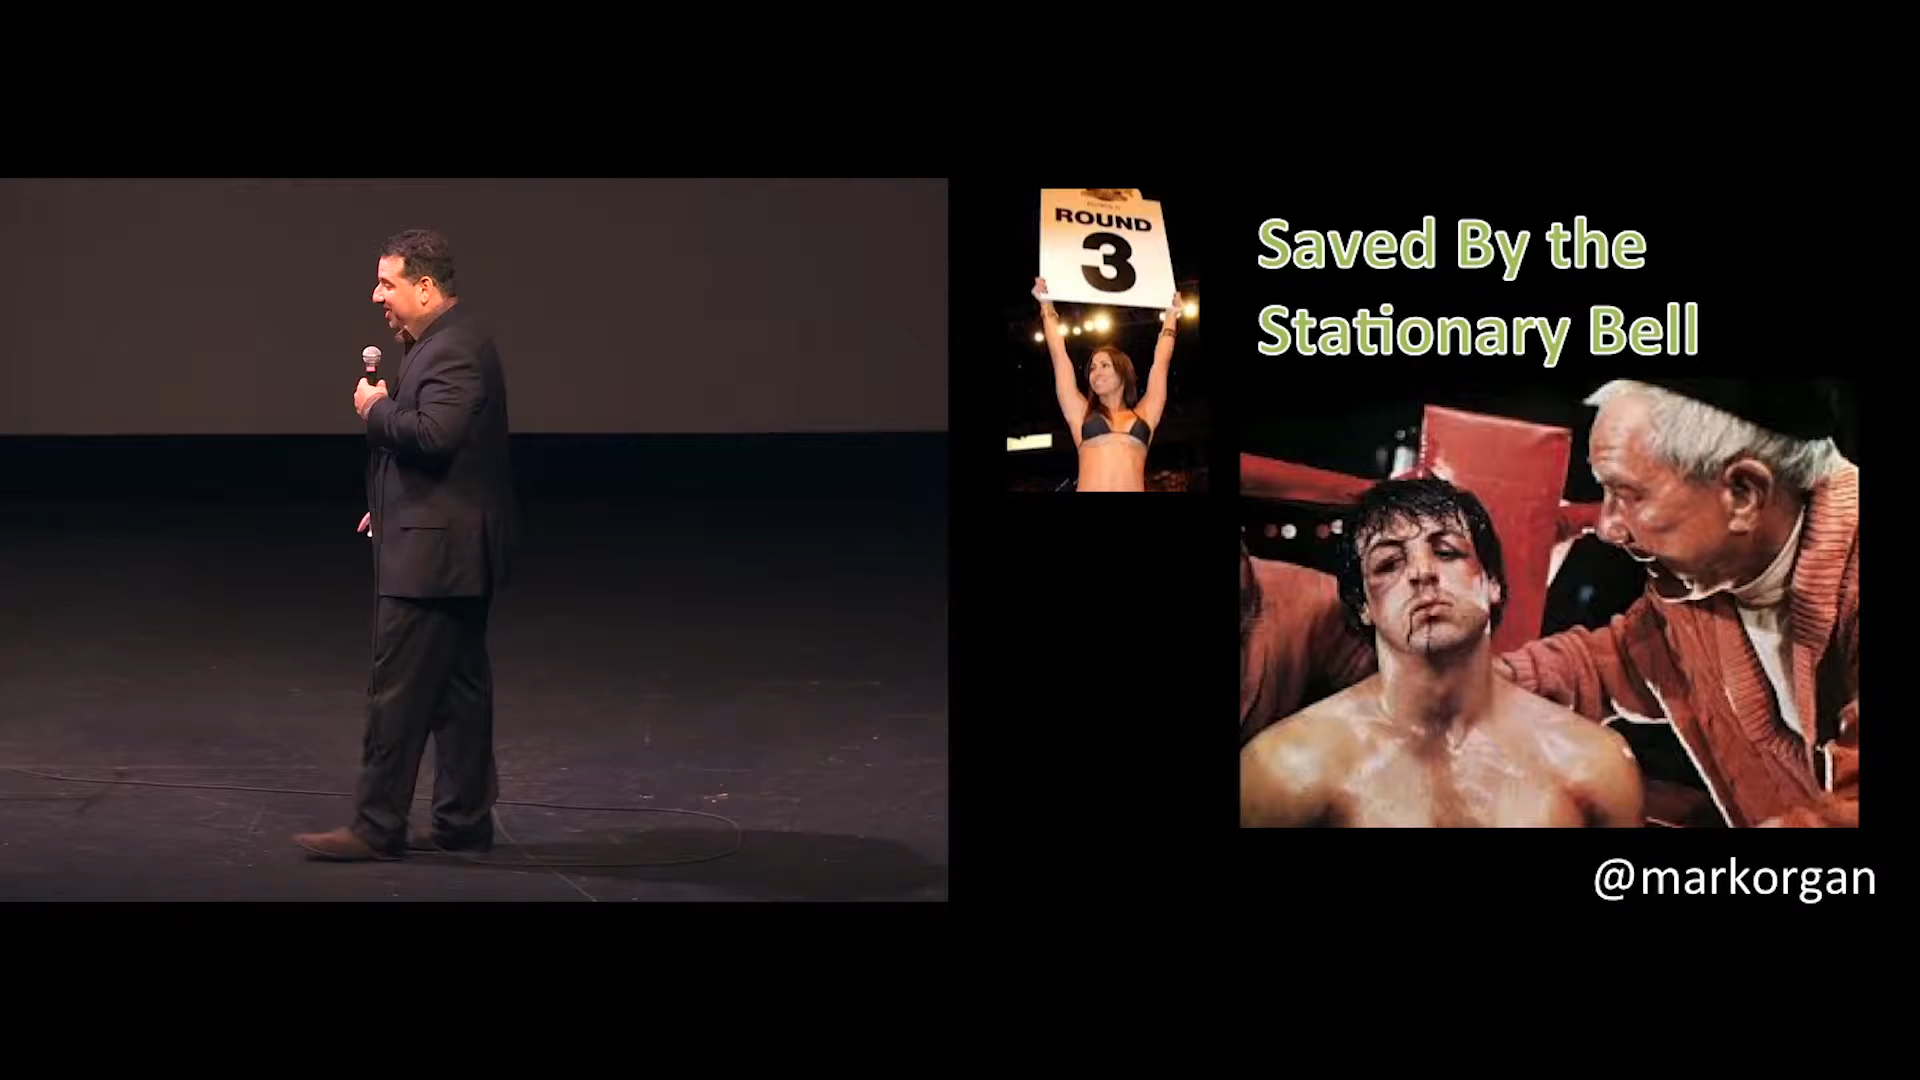 ROUND
3
Saved By the
Stationary Bell
@markorgan